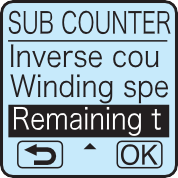 SUB COUNTER
Inverse cou
Winding spe
Remaining t
OK